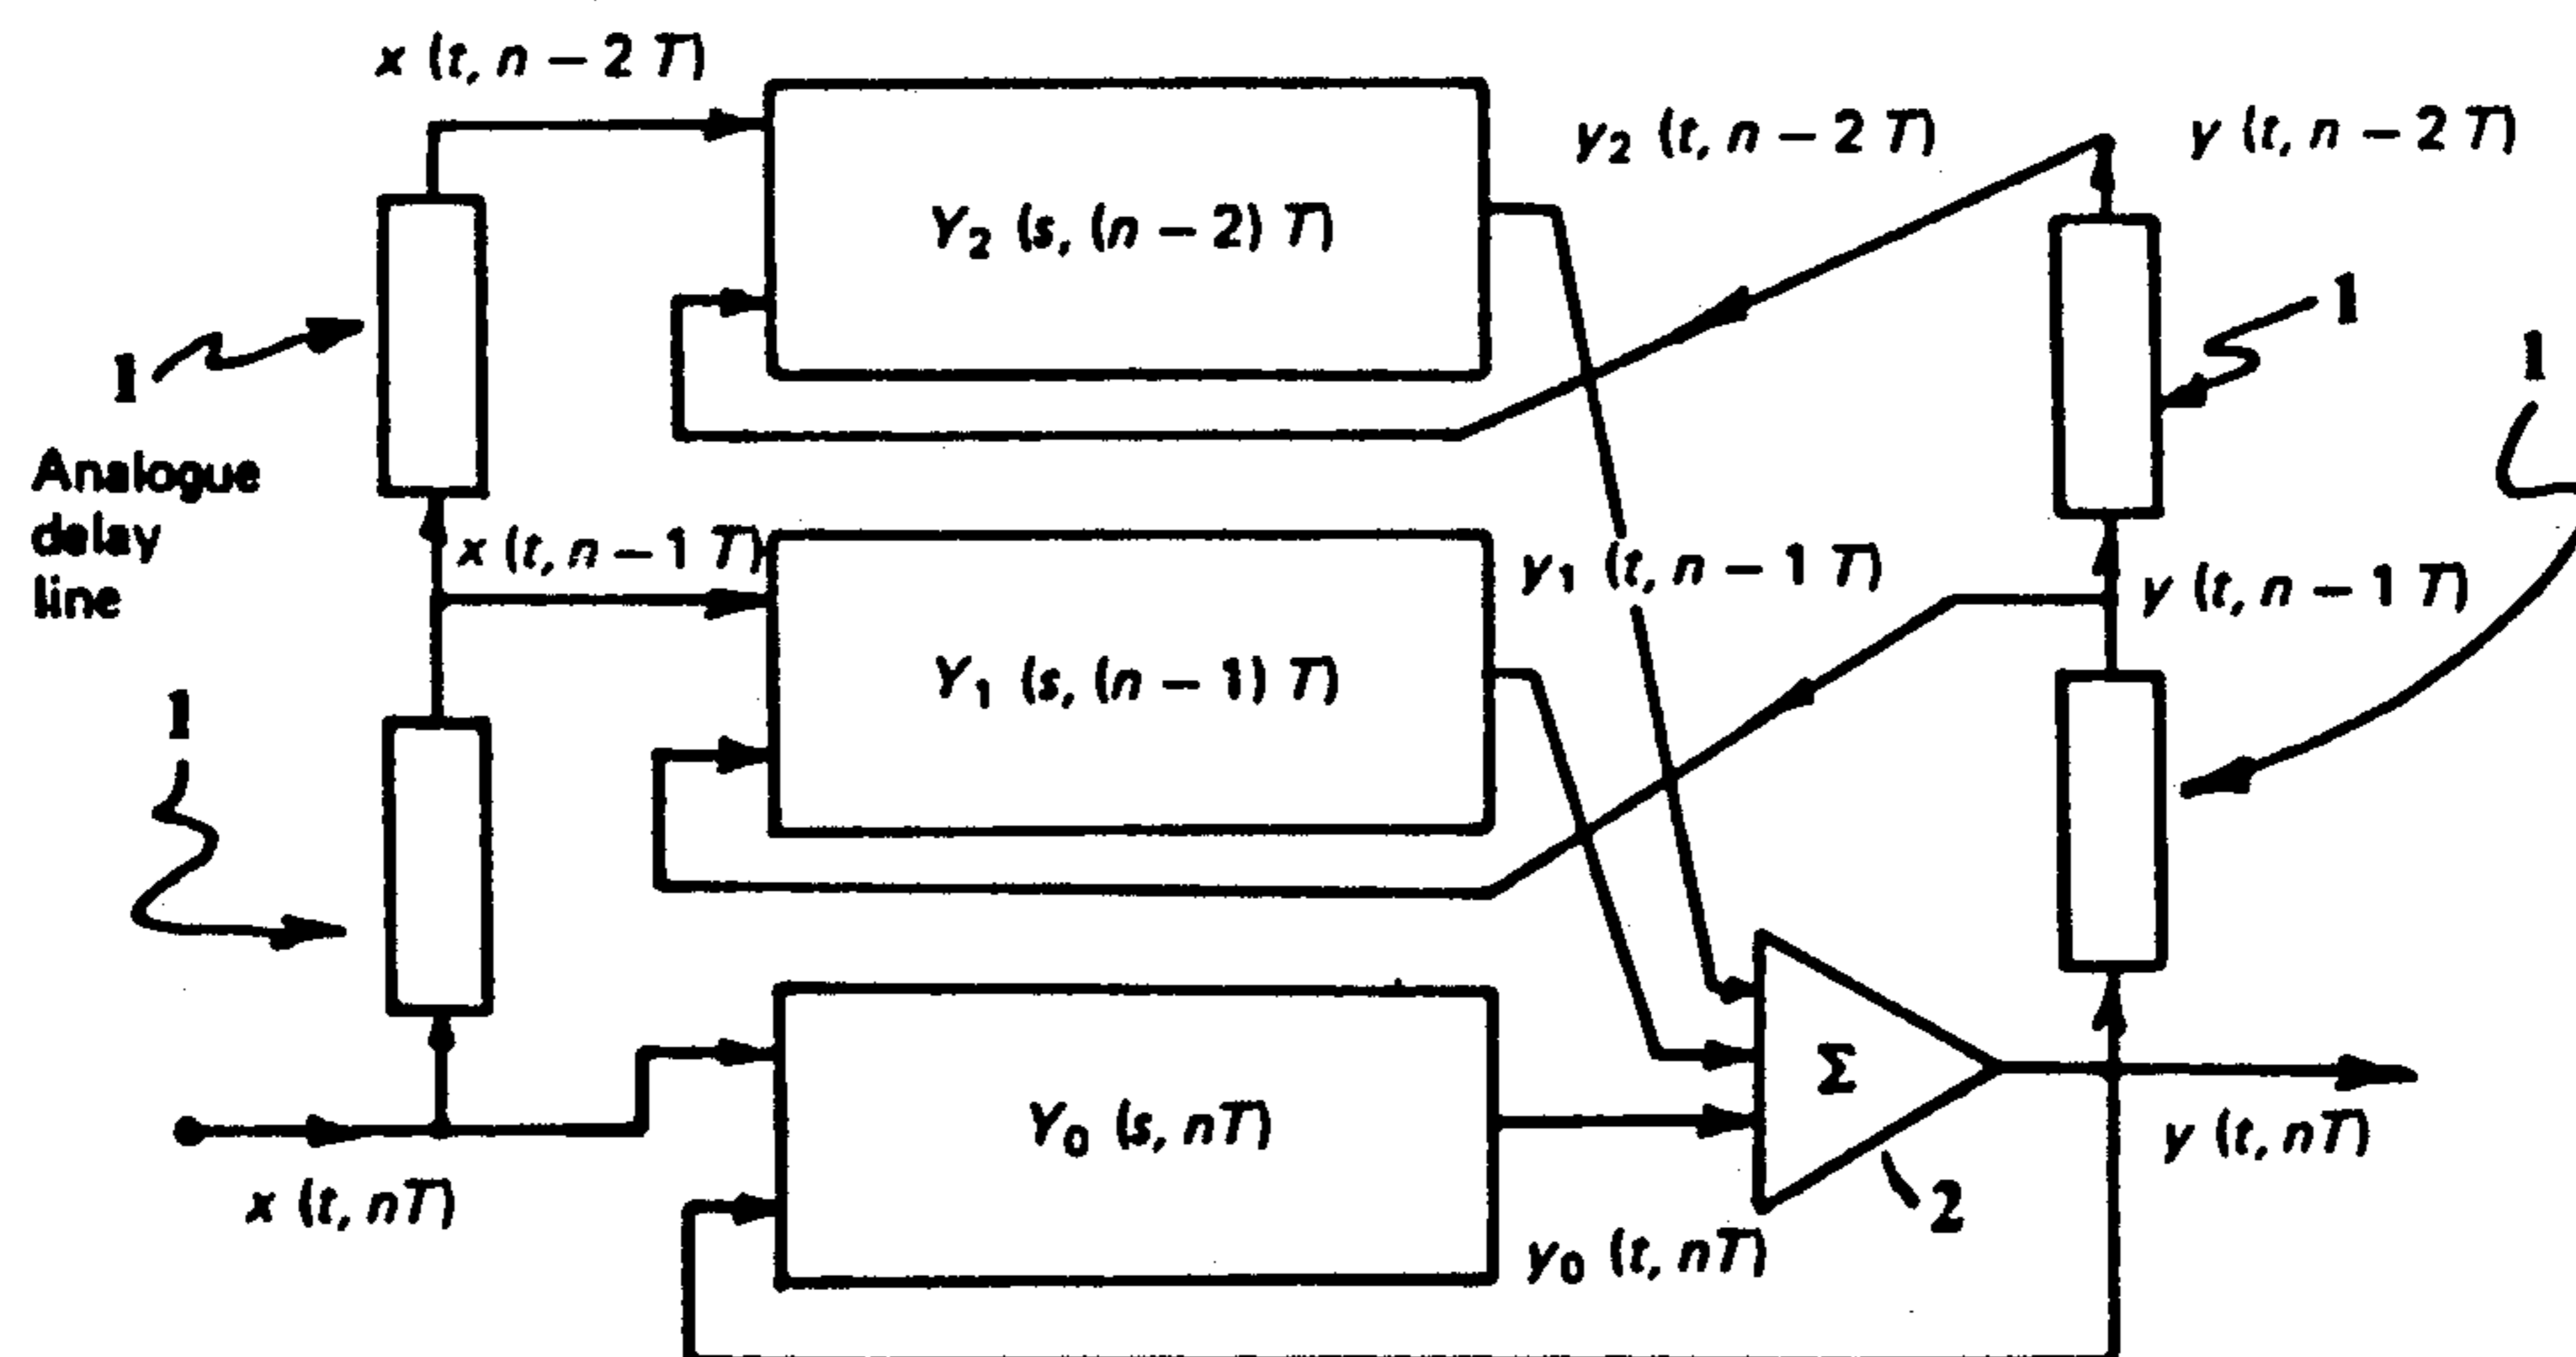 x (t, n − 2 T)
y₂ (t, n − 2 T)
y (t, n − 2 T)
Y₂ (s, (n − 2) T)
1
1
1
Analogue
delay
line
x (t, n − 1 T)
y₁ (t, n − 1 T)
y (t, n − 1 T)
Y₁ (s, (n − 1) T)
1
Σ
Y₀ (s, nT)
y (t, nT)
x (t, nT)
2
y₀ (t, nT)